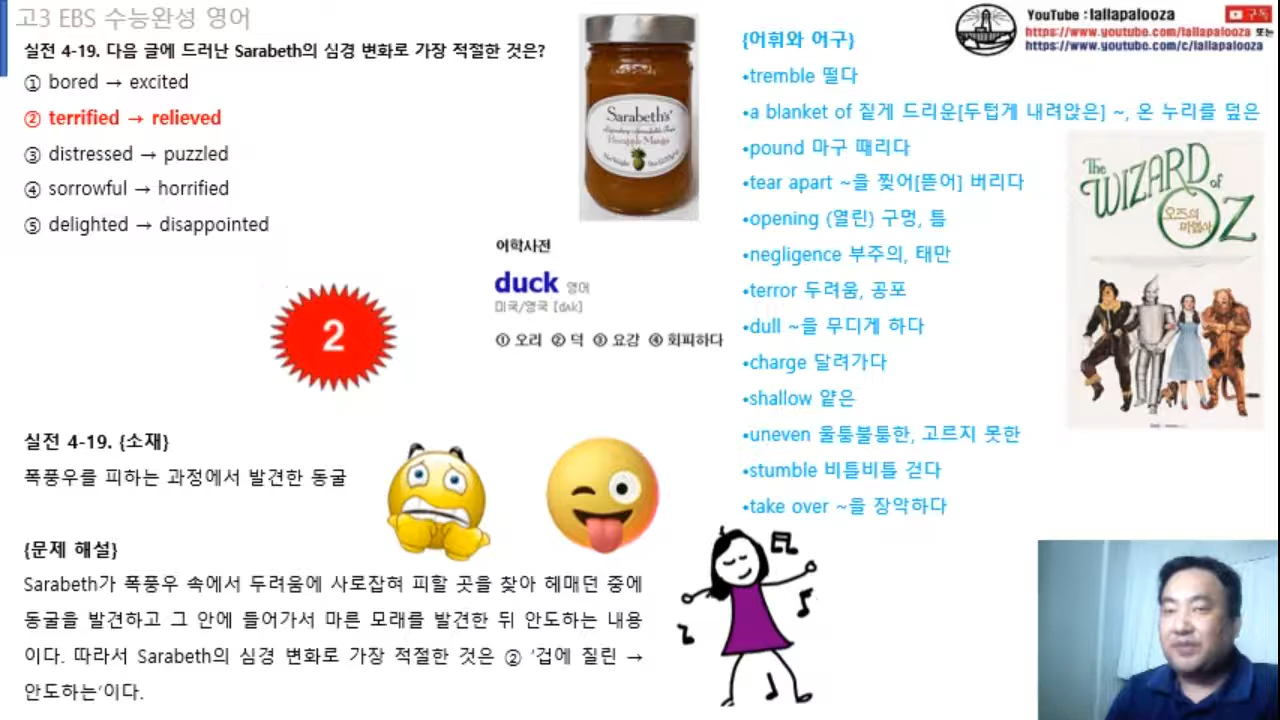 고3 EBS 수능완성 영어
실전 4-19. 다음 글에 드러난 Sarabeth의 심경 변화로 가장 적절한 것은?
① bored → excited
② terrified → relieved
③ distressed → puzzled
④ sorrowful → horrified
⑤ delighted → disappointed
2
실전 4-19. {소재}
폭풍우를 피하는 과정에서 발견한 동굴
{문제 해설}
Sarabeth가 폭풍우 속에서 두려움에 사로잡혀 피할 곳을 찾아 헤매던 중에
동굴을 발견하고 그 안에 들어가서 마른 모래를 발견한 뒤 안도하는 내용
이다. 따라서 Sarabeth의 심경 변화로 가장 적절한 것은 ② ‘겁에 질린 →
안도하는’이다.
Sarabeth's
Pineapple Mango
어학사전
duck 영어
미국/영국 [dʌk]
① 오리 ② 덕 ③ 요강 ④ 회피하다
{어휘와 어구}
•tremble 떨다
•a blanket of 짙게 드리운[두텁게 내려앉은] ~, 온 누리를 덮은
•pound 마구 때리다
•tear apart ~을 찢어[뜯어] 버리다
•opening (열린) 구멍, 틈
•negligence 부주의, 태만
•terror 두려움, 공포
•dull ~을 무디게 하다
•charge 달려가다
•shallow 얕은
•uneven 울퉁불퉁한, 고르지 못한
•stumble 비틀비틀 걷다
•take over ~을 장악하다
YouTube : lallapalooza 구독
https://www.youtube.com/lallapalooza 또는
https://www.youtube.com/c/lallapalooza
The
WIZARD of
OZ
오즈의
마법사